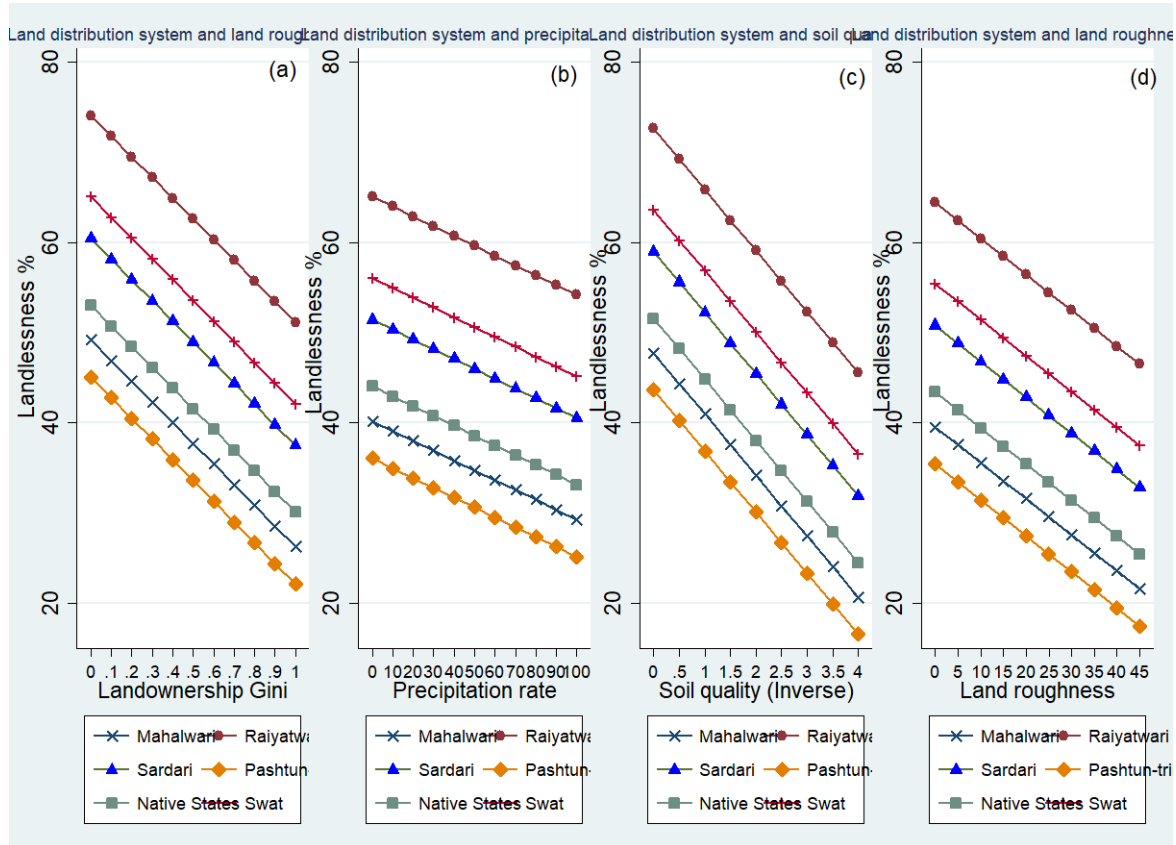 Land distribution system and land rough
(a)
80
60
40
20
Landlessness %
0 .1 .2 .3 .4 .5 .6 .7 .8 .9 1
Landownership Gini
Mahalwari Raiyatwa
Sardari Pashtun-
Native States Swat
Land distribution system and precipita
(b)
80
60
40
20
Landlessness %
0 10 20 30 40 50 60 70 80 90 100
Precipitation rate
Mahalwari Raiyatwa
Sardari Pashtun-
Native States Swat
Land distribution system and soil qua
(c)
80
60
40
20
Landlessness %
0 .5 1 1.5 2 2.5 3 3.5 4
Soil quality (Inverse)
Mahalwari Raiyatwa
Sardari Pashtun-
Native States Swat
Land distribution system and land roughne
(d)
80
60
40
20
Landlessness %
0 5 10 15 20 25 30 35 40 45
Land roughness
Mahalwari Raiyatwari
Sardari Pashtun-tri
Native States Swat